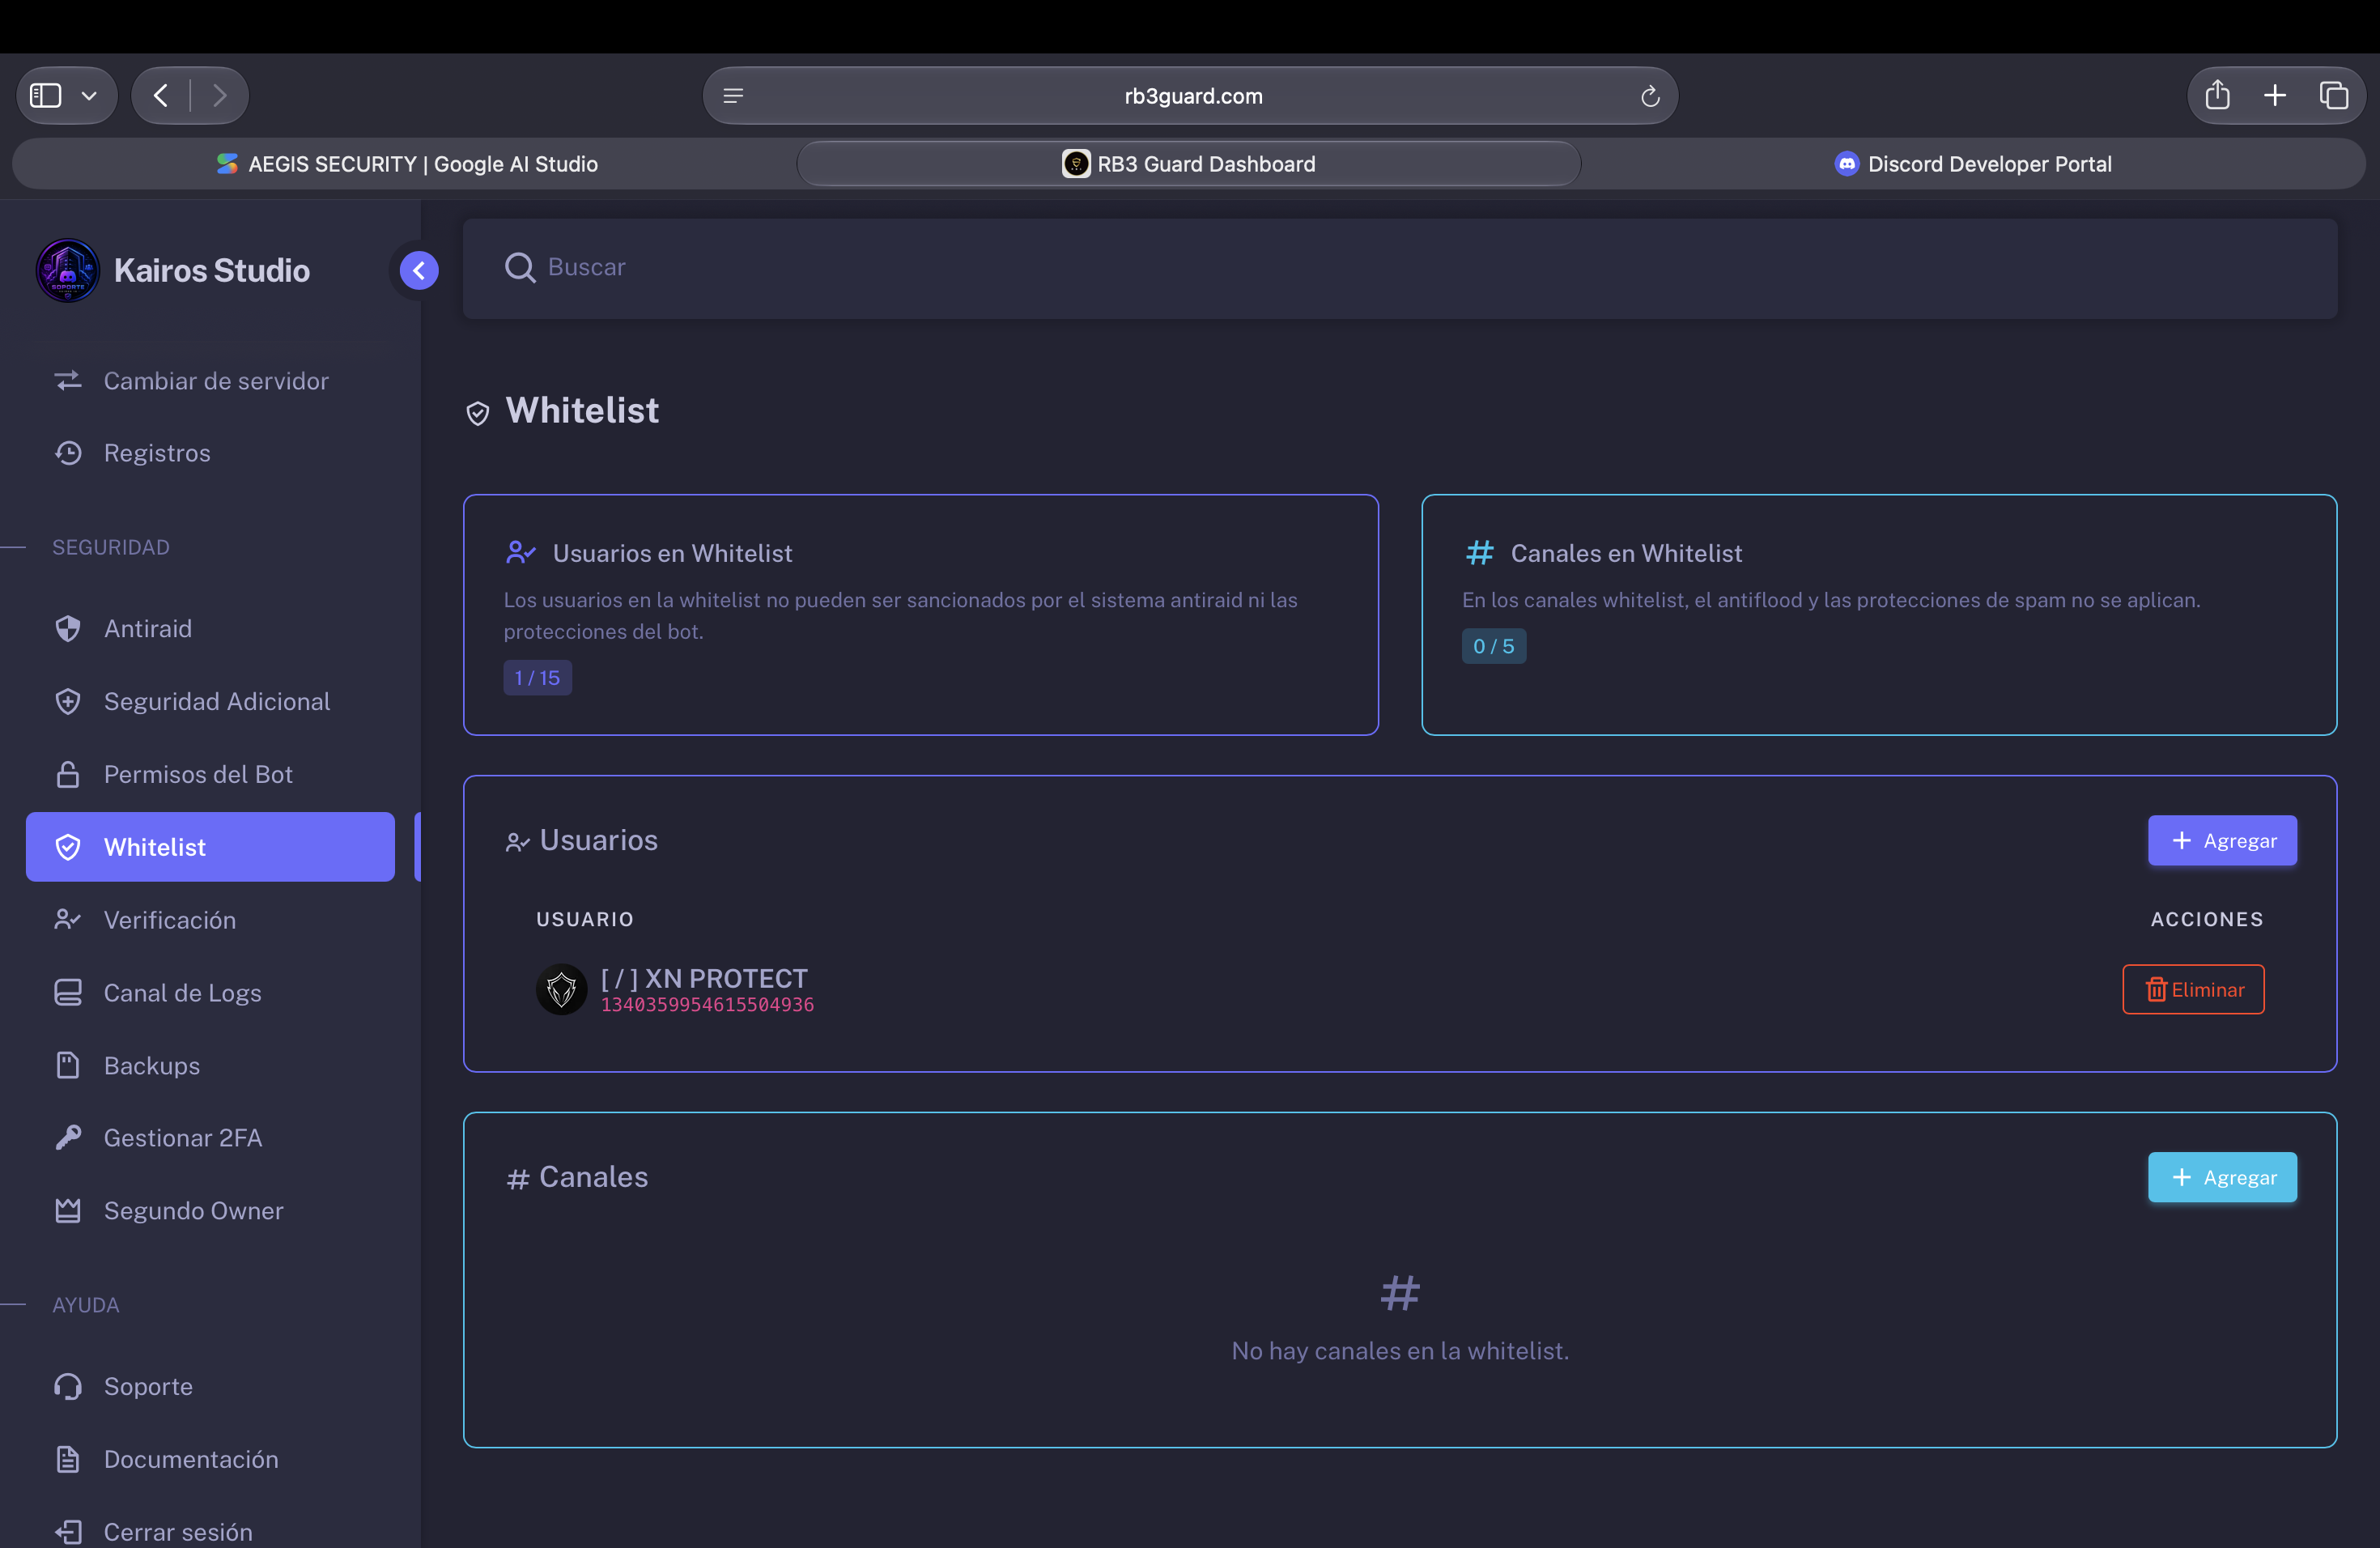 rb3guard.com
AEGIS SECURITY | Google AI Studio
RB3 Guard Dashboard
Discord Developer Portal
Kairos Studio
SOPORTE
Cambiar de servidor
Registros
SEGURIDAD
Antiraid
Seguridad Adicional
Permisos del Bot
Whitelist
Verificación
Canal de Logs
Backups
Gestionar 2FA
Segundo Owner
AYUDA
Soporte
Documentación
Cerrar sesión
Buscar
Whitelist
Usuarios en Whitelist
Los usuarios en la whitelist no pueden ser sancionados por el sistema antiraid ni las
protecciones del bot.
1 / 15
Canales en Whitelist
En los canales whitelist, el antiflood y las protecciones de spam no se aplican.
0 / 5
Usuarios
Agregar
USUARIO
ACCIONES
[ / ] XN PROTECT
1340359954615504936
Eliminar
# Canales
Agregar
#
No hay canales en la whitelist.